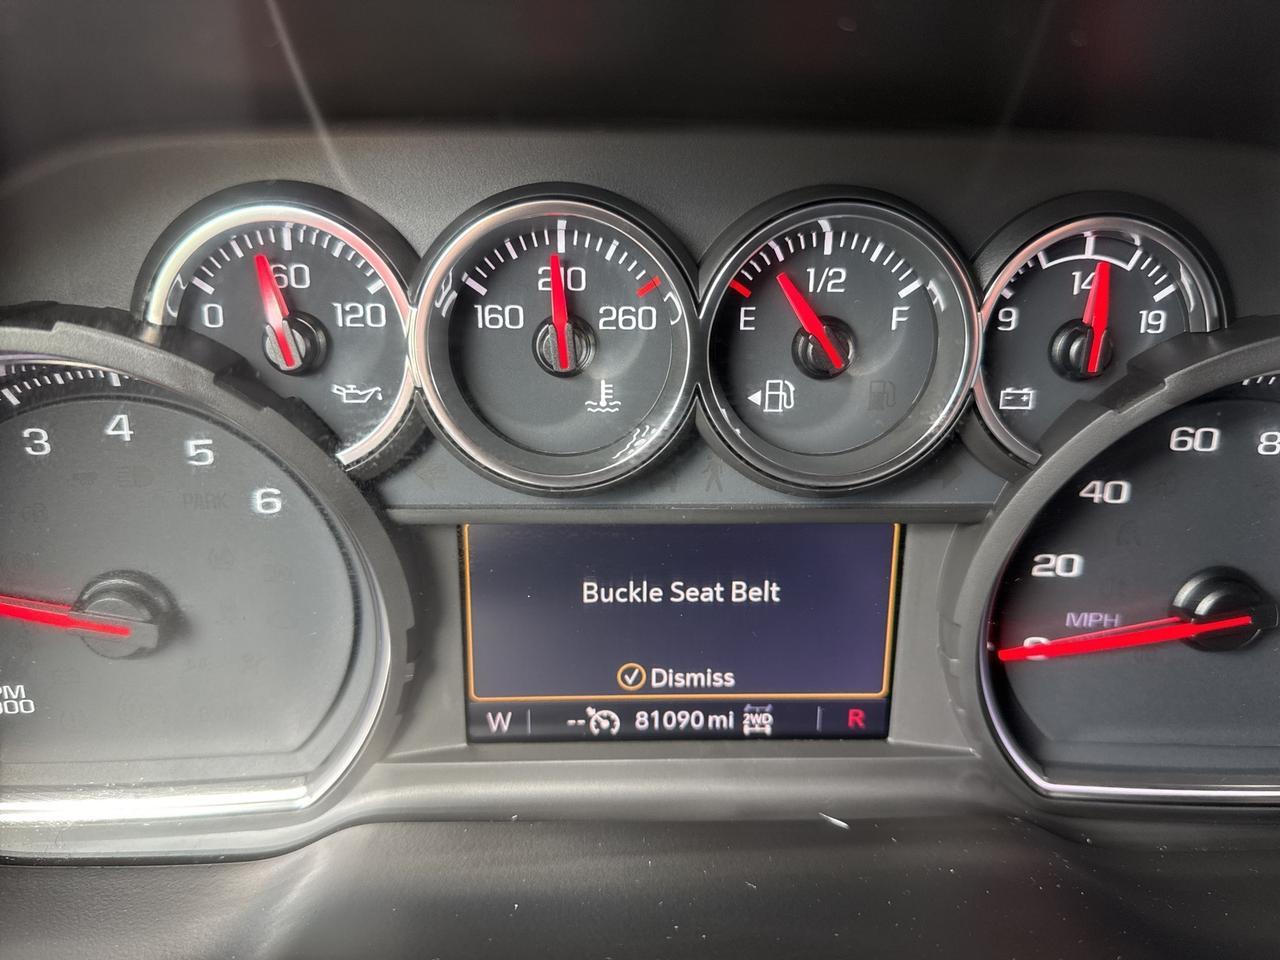 0 60 120
160 210 260
E 1/2 F
9 14 19
3 4 5 6
PARK
60
40
20
MPH
0
Buckle Seat Belt
Dismiss
W -- 81090 mi 2WD R